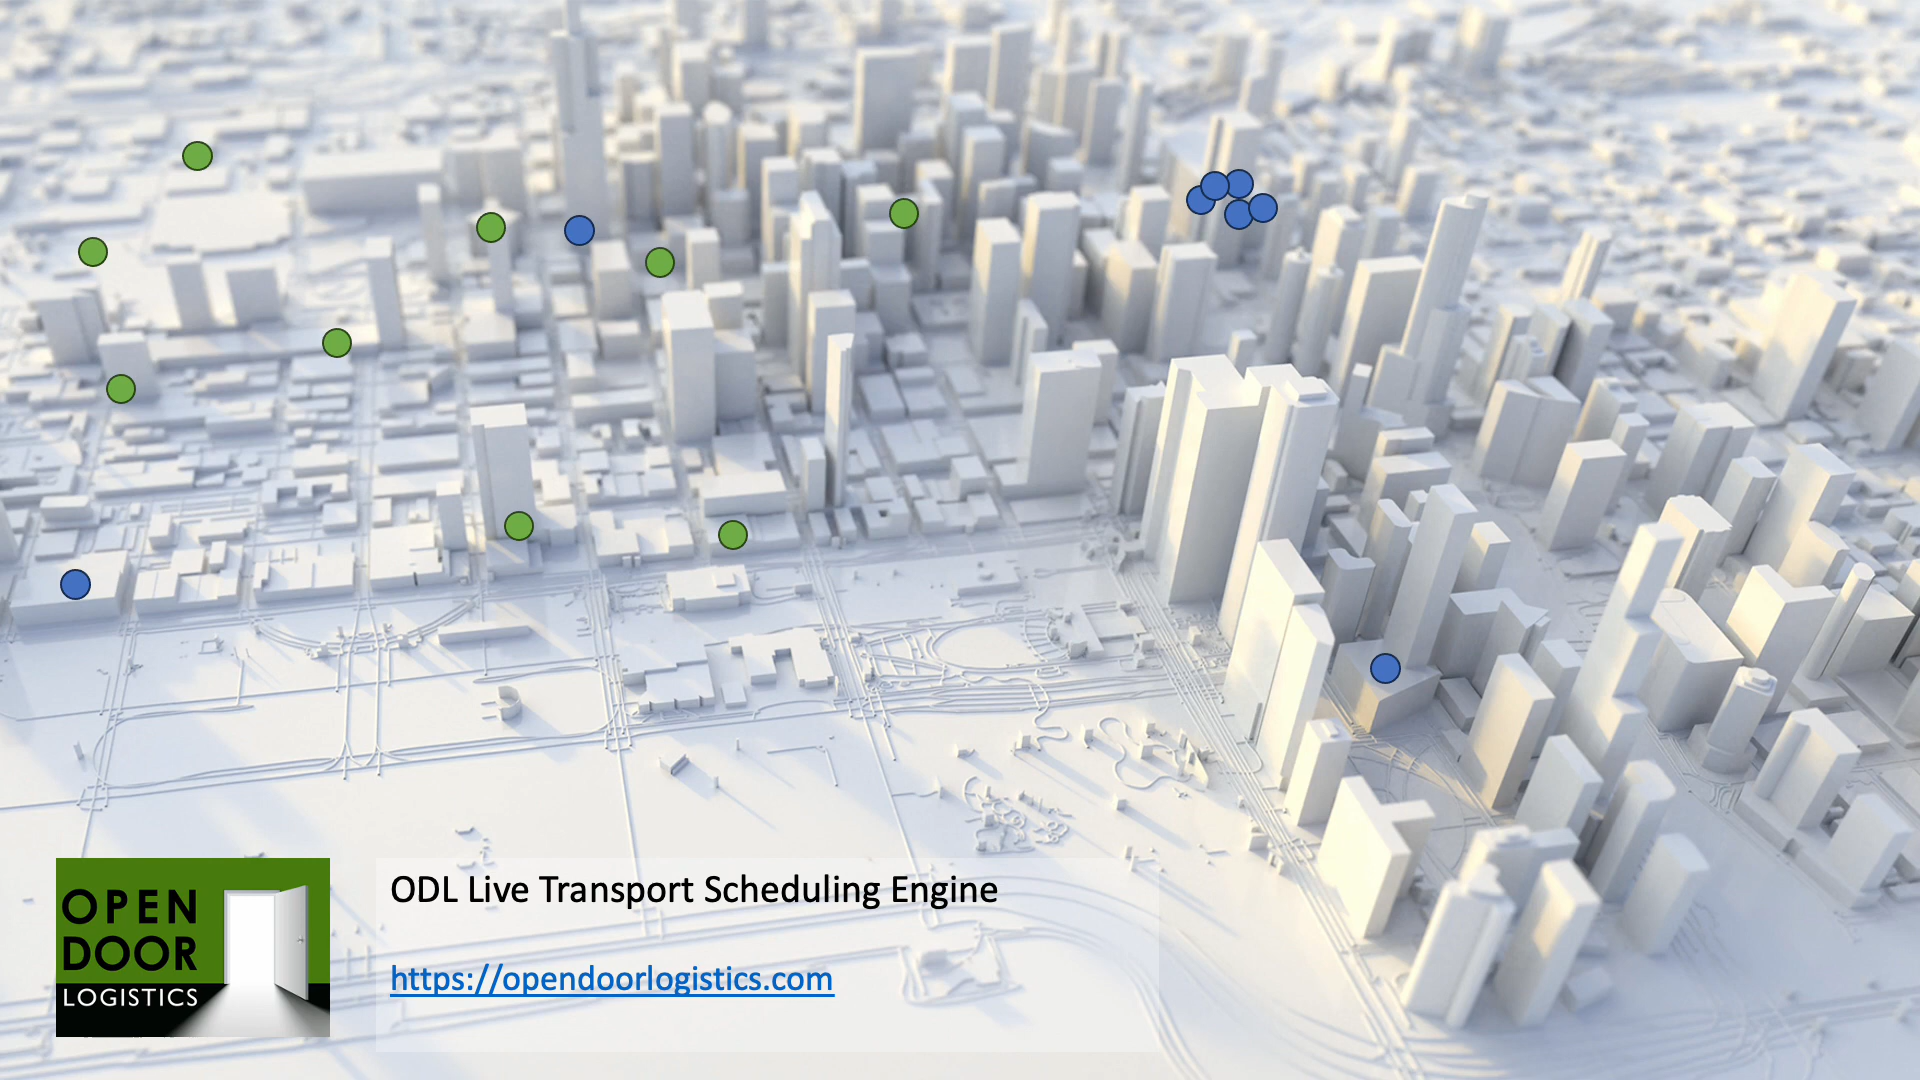 OPEN
DOOR
LOGISTICS
ODL Live Transport Scheduling Engine
https://opendoorlogistics.com